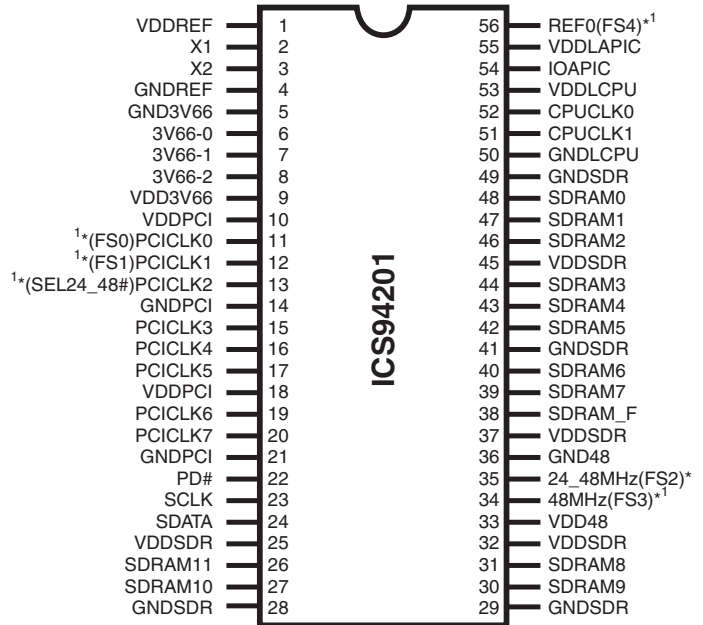 VDDREF 1 56 REF0(FS4)*¹
X1 2 55 VDDLAPIC
X2 3 54 IOAPIC
GNDREF 4 53 VDDLCPU
GND3V66 5 52 CPUCLK0
3V66-0 6 51 CPUCLK1
3V66-1 7 50 GNDLCPU
3V66-2 8 49 GNDSDR
VDD3V66 9 48 SDRAM0
VDDPCI 10 47 SDRAM1
¹*(FS0)PCICLK0 11 46 SDRAM2
¹*(FS1)PCICLK1 12 45 VDDSDR
¹*(SEL24_48#)PCICLK2 13 44 SDRAM3
GNDPCI 14 43 SDRAM4
PCICLK3 15 42 SDRAM5
PCICLK4 16 41 GNDSDR
PCICLK5 17 40 SDRAM6
VDDPCI 18 39 SDRAM7
PCICLK6 19 38 SDRAM_F
PCICLK7 20 37 VDDSDR
GNDPCI 21 36 GND48
PD# 22 35 24_48MHz(FS2)*
SCLK 23 34 48MHz(FS3)*¹
SDATA 24 33 VDD48
VDDSDR 25 32 VDDSDR
SDRAM11 26 31 SDRAM8
SDRAM10 27 30 SDRAM9
GNDSDR 28 29 GNDSDR
ICS94201